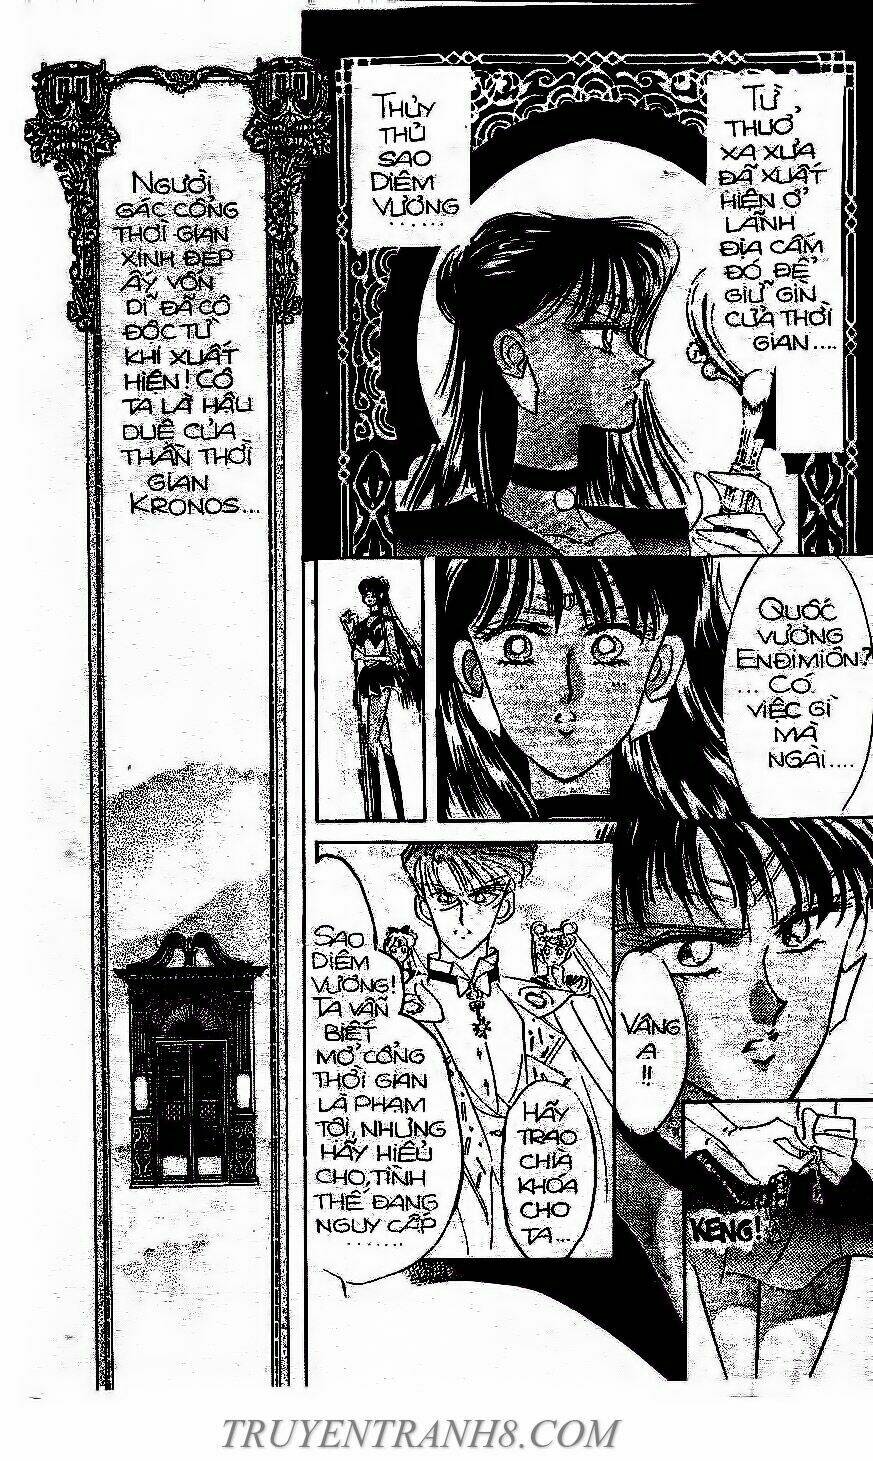 TỪ
THUỞ
XA XƯA
ĐÃ XUẤT
HIỆN Ở
LÃNH
ĐỊA CẤM
ĐÓ ĐỂ
GIỮ GÌN
CỬA THỜI
GIAN....
THỦY
THỦ
SAO
DIÊM
VƯƠNG
......
NGƯỜI
GÁC CỔNG
THỜI GIAN
XINH ĐẸP
ẤY VỐN
DĨ ĐÃ CÔ
ĐỘC TỪ
KHI XUẤT
HIỆN! CÔ
TA LÀ HẬU
DUỆ CỦA
THẦN THỜI
GIAN
KRONOS...
QUỐC
VƯƠNG
ENĐIMIÔN?
... CÓ
VIỆC GÌ
MÀ
NGÀI....
VÂNG
Ạ!!
SAO
DIÊM
VƯƠNG!
TA VẪN
BIẾT
MỞ CỔNG
THỜI GIAN
LÀ PHẠM
TỘI, NHƯNG
HÃY HIỂU
CHO, TÌNH
THẾ ĐANG
NGUY CẤP
.......
HÃY
TRAO
CHÌA
KHÓA
CHO
TA...
KENG!
TRUYENTRANH8.COM